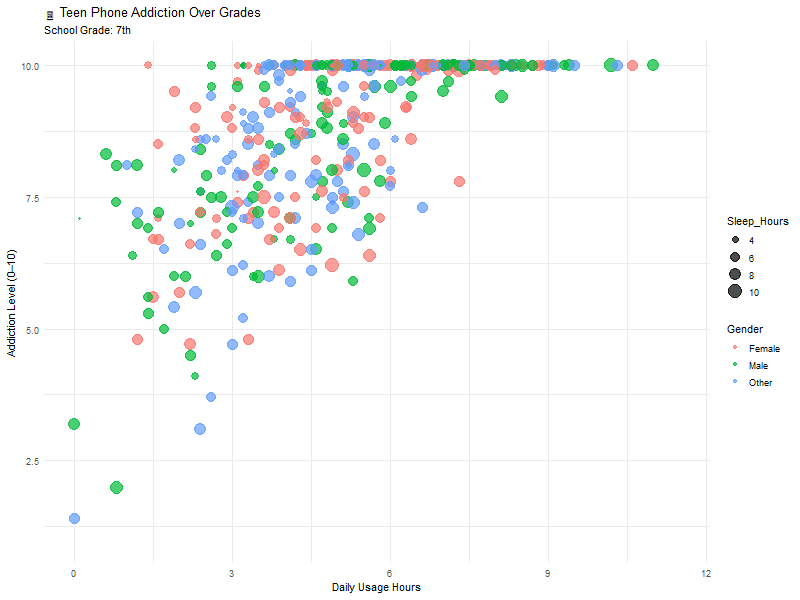 Teen Phone Addiction Over Grades
School Grade: 7th
Addiction Level (0–10)
10.0
7.5
5.0
2.5
0
3
6
9
12
Daily Usage Hours
Sleep_Hours
4
6
8
10
Gender
Female
Male
Other